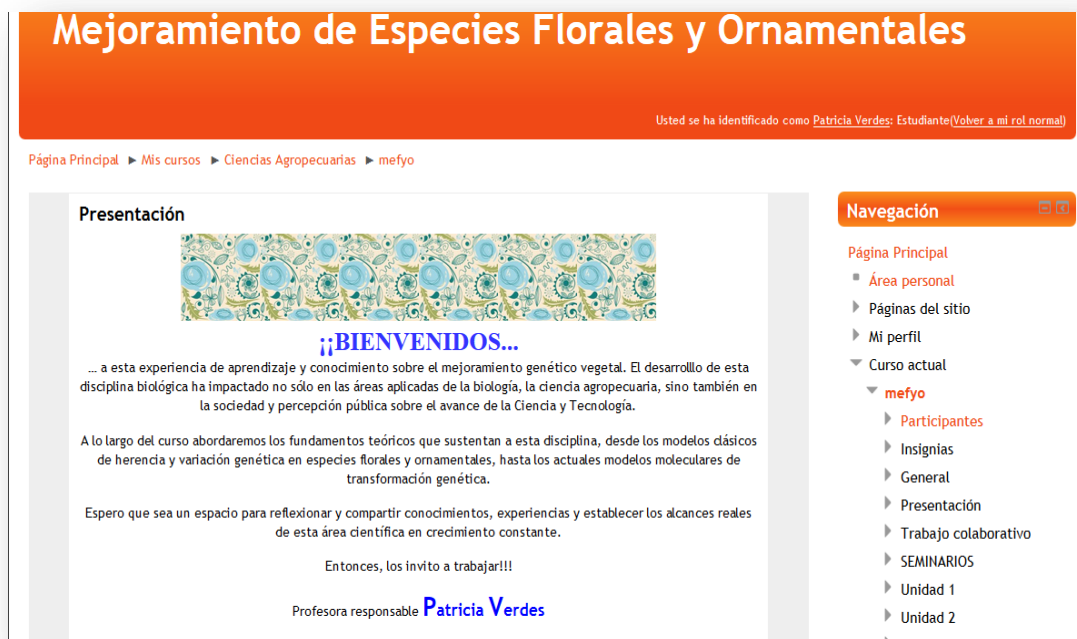 Mejoramiento de Especies Florales y Ornamentales
Usted se ha identificado como Patricia Verdes: Estudiante(Volver a mi rol normal)
Página Principal ► Mis cursos ► Ciencias Agropecuarias ► mefyo
Presentación
¡¡BIENVENIDOS...
... a esta experiencia de aprendizaje y conocimiento sobre el mejoramiento genético vegetal. El desarrolllo de esta
disciplina biológica ha impactado no sólo en las áreas aplicadas de la biología, la ciencia agropecuaria, sino también en
la sociedad y percepción pública sobre el avance de la Ciencia y Tecnología.
A lo largo del curso abordaremos los fundamentos teóricos que sustentan a esta disciplina, desde los modelos clásicos
de herencia y variación genética en especies florales y ornamentales, hasta los actuales modelos moleculares de
transformación genética.
Espero que sea un espacio para reflexionar y compartir conocimientos, experiencias y establecer los alcances reales
de esta área científica en crecimiento constante.
Entonces, los invito a trabajar!!!
Profesora responsable Patricia Verdes
Navegación
Página Principal
Área personal
Páginas del sitio
Mi perfil
Curso actual
mefyo
Participantes
Insignias
General
Presentación
Trabajo colaborativo
SEMINARIOS
Unidad 1
Unidad 2